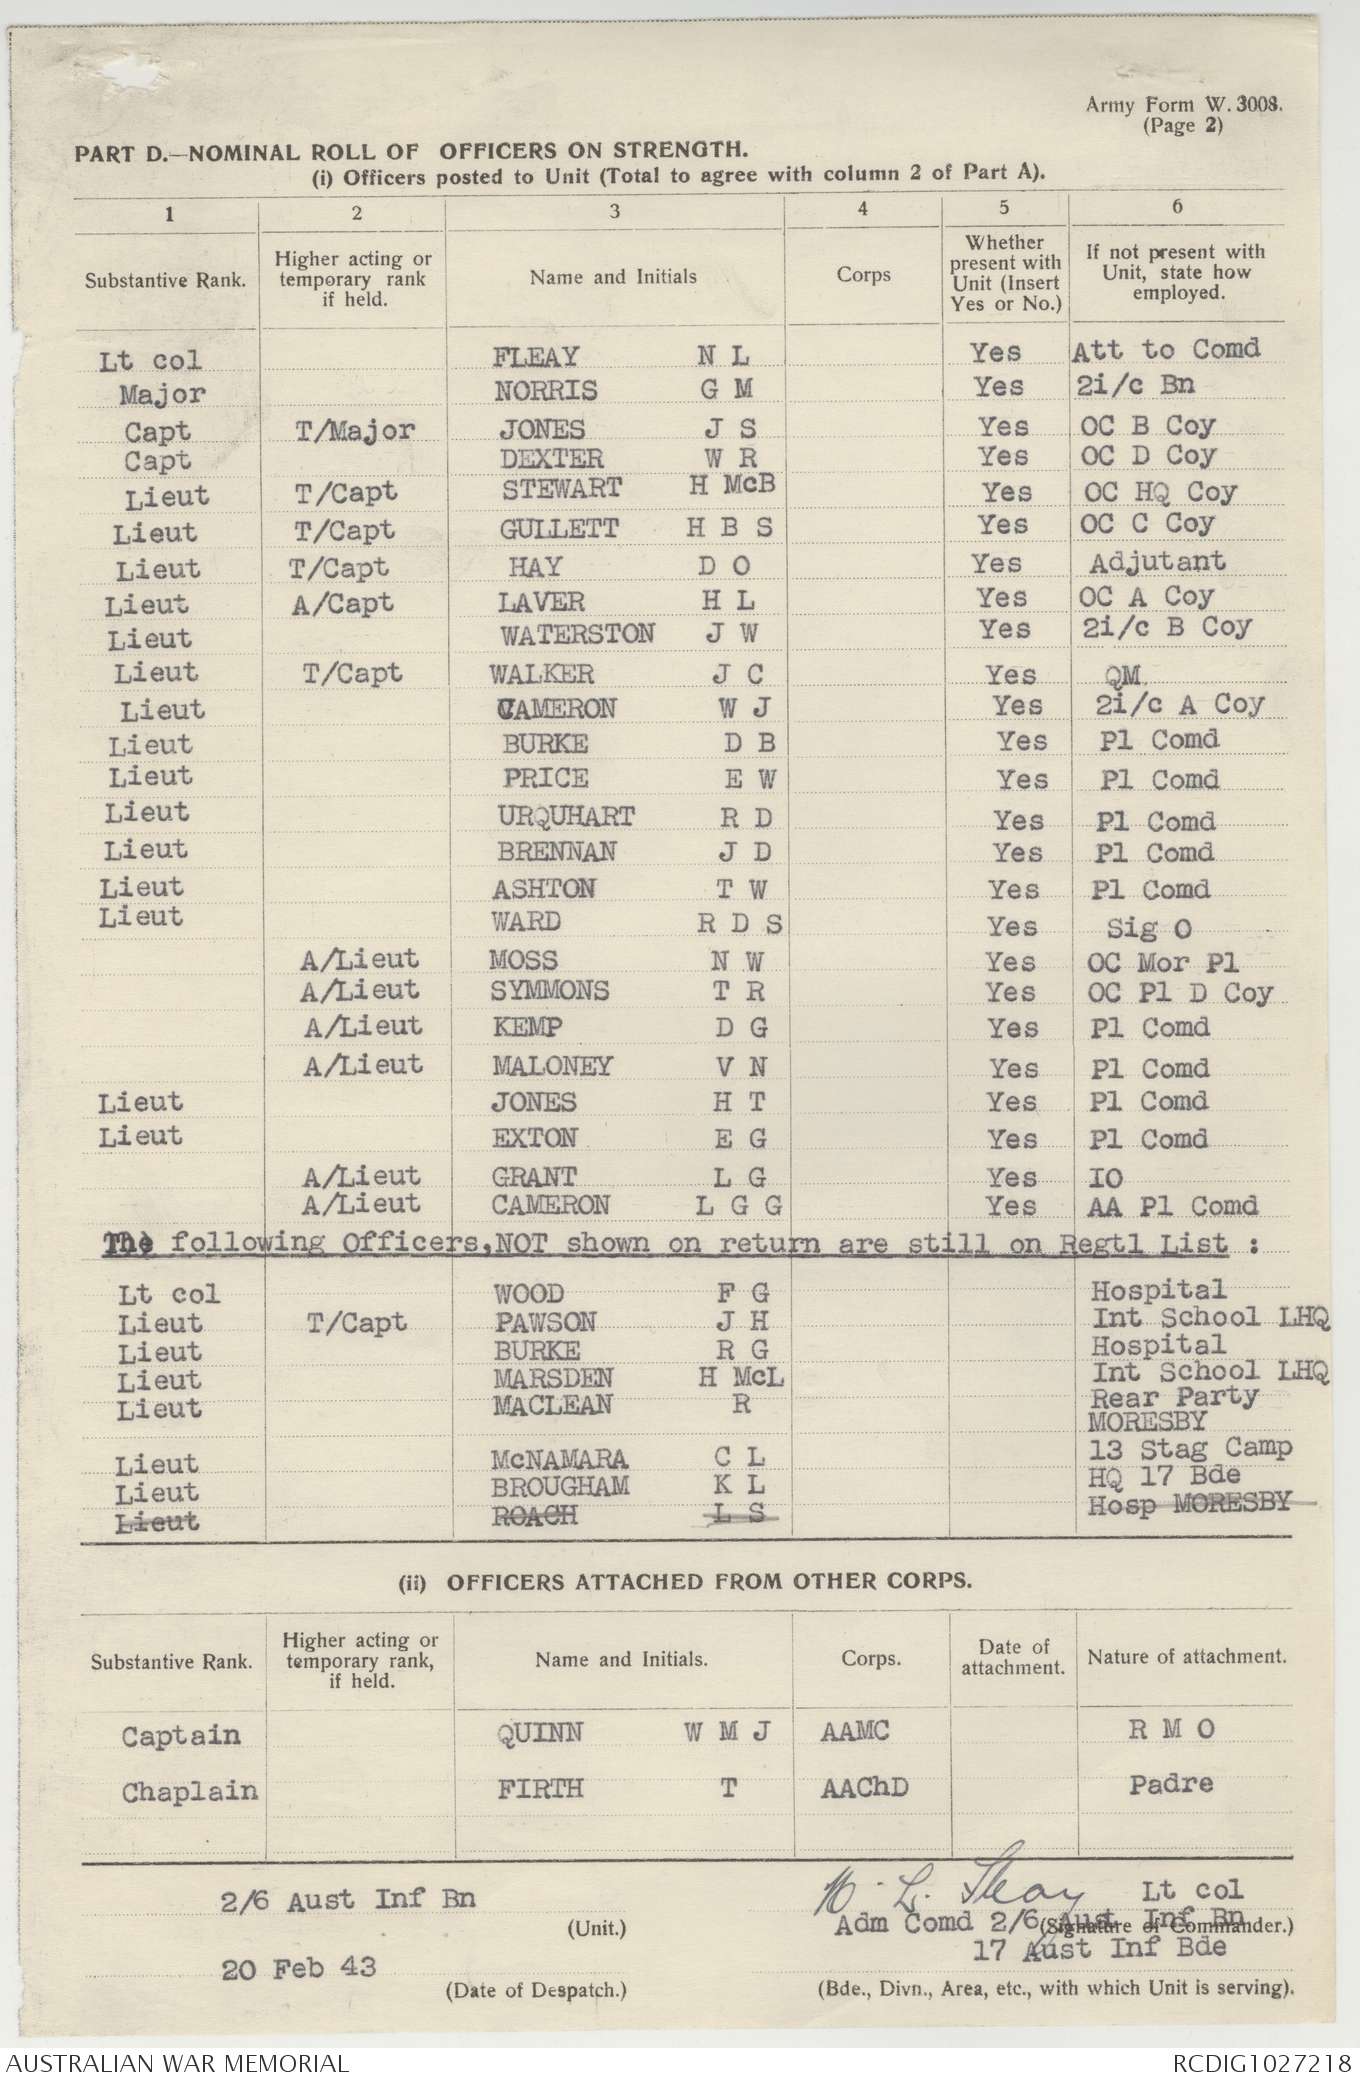 Army Form W. 3008.
(Page 2)
PART D.—NOMINAL ROLL OF OFFICERS ON STRENGTH.
(i) Officers posted to Unit (Total to agree with column 2 of Part A).
1 2 3 4 5 6
Substantive Rank. Higher acting or temporary rank if held. Name and Initials Corps Whether present with Unit (Insert Yes or No.) If not present with Unit, state how employed.
Lt col FLEAY N L Yes Att to Comd
Major NORRIS G M Yes 2i/c Bn
Capt T/Major JONES J S Yes OC B Coy
Capt DEXTER W R Yes OC D Coy
Lieut T/Capt STEWART H McB Yes OC HQ Coy
Lieut T/Capt GULLETT H B S Yes OC C Coy
Lieut T/Capt HAY D O Yes Adjutant
Lieut A/Capt LAVER H L Yes OC A Coy
Lieut WATERSTON J W Yes 2i/c B Coy
Lieut T/Capt WALKER J C Yes QM
Lieut CAMERON W J Yes 2i/c A Coy
Lieut BURKE D B Yes Pl Comd
Lieut PRICE E W Yes Pl Comd
Lieut URQUHART R D Yes Pl Comd
Lieut BRENNAN J D Yes Pl Comd
Lieut ASHTON T W Yes Pl Comd
Lieut WARD R D S Yes Sig O
A/Lieut MOSS N W Yes OC Mor Pl
A/Lieut SYMMONS T R Yes OC Pl D Coy
A/Lieut KEMP D G Yes Pl Comd
A/Lieut MALONEY V N Yes Pl Comd
Lieut JONES H T Yes Pl Comd
Lieut EXTON E G Yes Pl Comd
A/Lieut GRANT L G Yes IO
A/Lieut CAMERON L G G Yes AA Pl Comd
The following Officers, NOT shown on return are still on Regtl List :
Lt col WOOD F G Hospital
Lieut T/Capt PAWSON J H Int School LHQ
Lieut BURKE R G Hospital
Lieut MARSDEN H McL Int School LHQ
Lieut MACLEAN R Rear Party
MORESBY
Lieut McNAMARA C L 13 Stag Camp
Lieut BROUGHAM K L HQ 17 Bde
Lieut ROACH L S Hosp MORESBY
(ii) OFFICERS ATTACHED FROM OTHER CORPS.
Substantive Rank. Higher acting or temporary rank, if held. Name and Initials. Corps. Date of attachment. Nature of attachment.
Captain QUINN W M J AAMC R M O
Chaplain FIRTH T AAChD Padre
N. L. Fleay Lt col
2/6 Aust Inf Bn Adm Comd 2/6 Aust Inf Bn
(Unit.) (Signature of Commander.)
17 Aust Inf Bde
20 Feb 43
(Date of Despatch.) (Bde., Divn., Area, etc., with which Unit is serving).
AUSTRALIAN WAR MEMORIAL RCDIG1027218